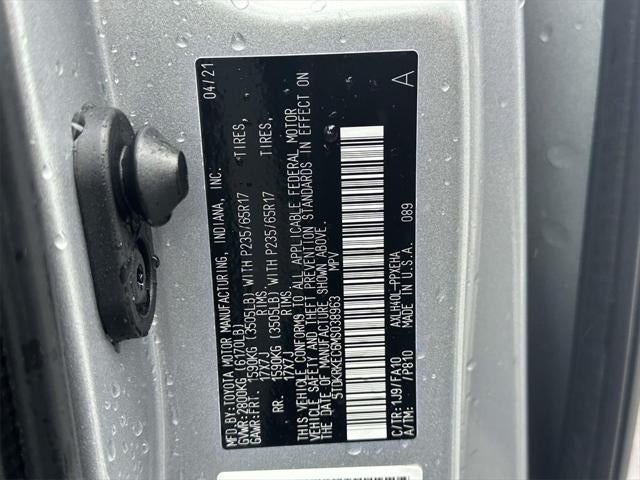 MFD. BY: TOYOTA MOTOR MANUFACTURING, INDIANA, INC. 04/21
GVWR: 2800KG (6170LB)
GAWR: FRT. 1590KG (3505LB) WITH P235/65R17 TIRES,
17X7J RIMS,
RR. 1590KG (3505LB) WITH P235/65R17 TIRES,
17X7J RIMS,
THIS VEHICLE CONFORMS TO ALL APPLICABLE FEDERAL MOTOR
VEHICLE SAFETY AND THEFT PREVENTION STANDARDS IN EFFECT ON
THE DATE OF MANUFACTURE SHOWN ABOVE.
5TDKRKEC6MS038963 MPV
C/TR: 1J9/FA10 AXLH40L-PPXEHA 089 A
A/TM: /P810 MADE IN U.S.A.